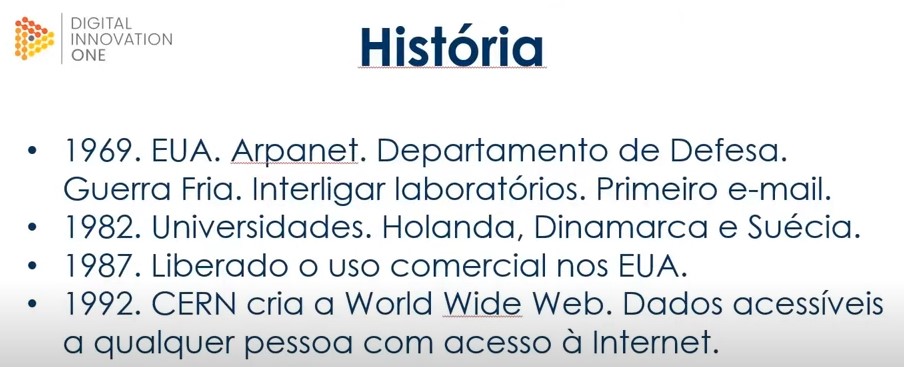 DIGITAL
INNOVATION
ONE
História
• 1969. EUA. Arpanet. Departamento de Defesa.
Guerra Fria. Interligar laboratórios. Primeiro e-mail.
• 1982. Universidades. Holanda, Dinamarca e Suécia.
• 1987. Liberado o uso comercial nos EUA.
• 1992. CERN cria a World Wide Web. Dados acessíveis
a qualquer pessoa com acesso à Internet.